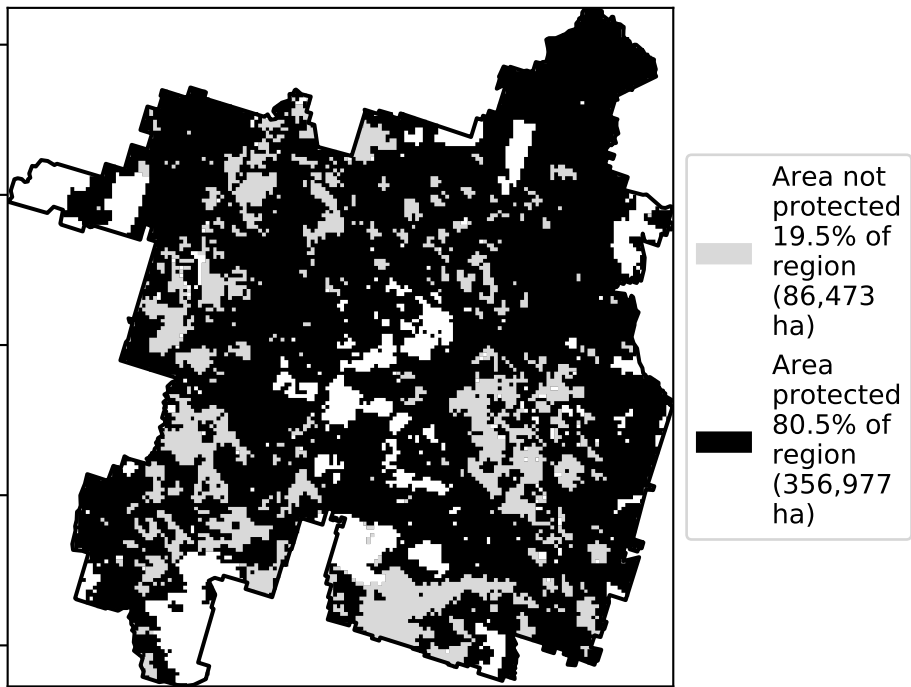 Area not
protected
19.5% of
region
(86,473
ha)
Area
protected
80.5% of
region
(356,977
ha)